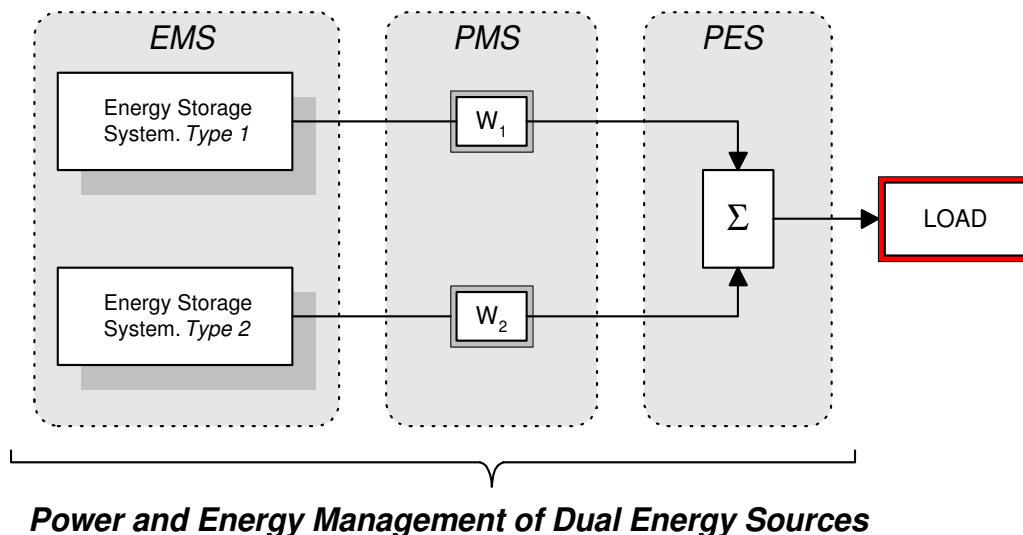 EMS
PMS
PES
Energy Storage
System. Type 1
W₁
Σ
LOAD
Energy Storage
System. Type 2
W₂
Power and Energy Management of Dual Energy Sources